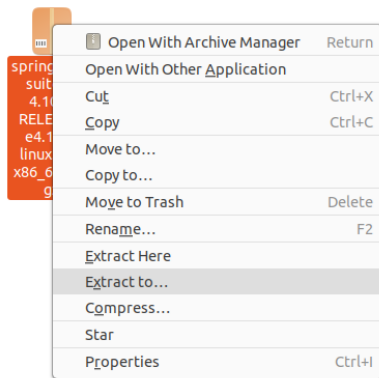 Open With Archive Manager Return
Open With Other Application
Cut Ctrl+X
Copy Ctrl+C
Move to...
Copy to...
Move to Trash Delete
Rename... F2
Extract Here
Extract to...
Compress...
Star
Properties Ctrl+I
spring
suit
4.10
RELE
e4.1
linux
x86_6
g